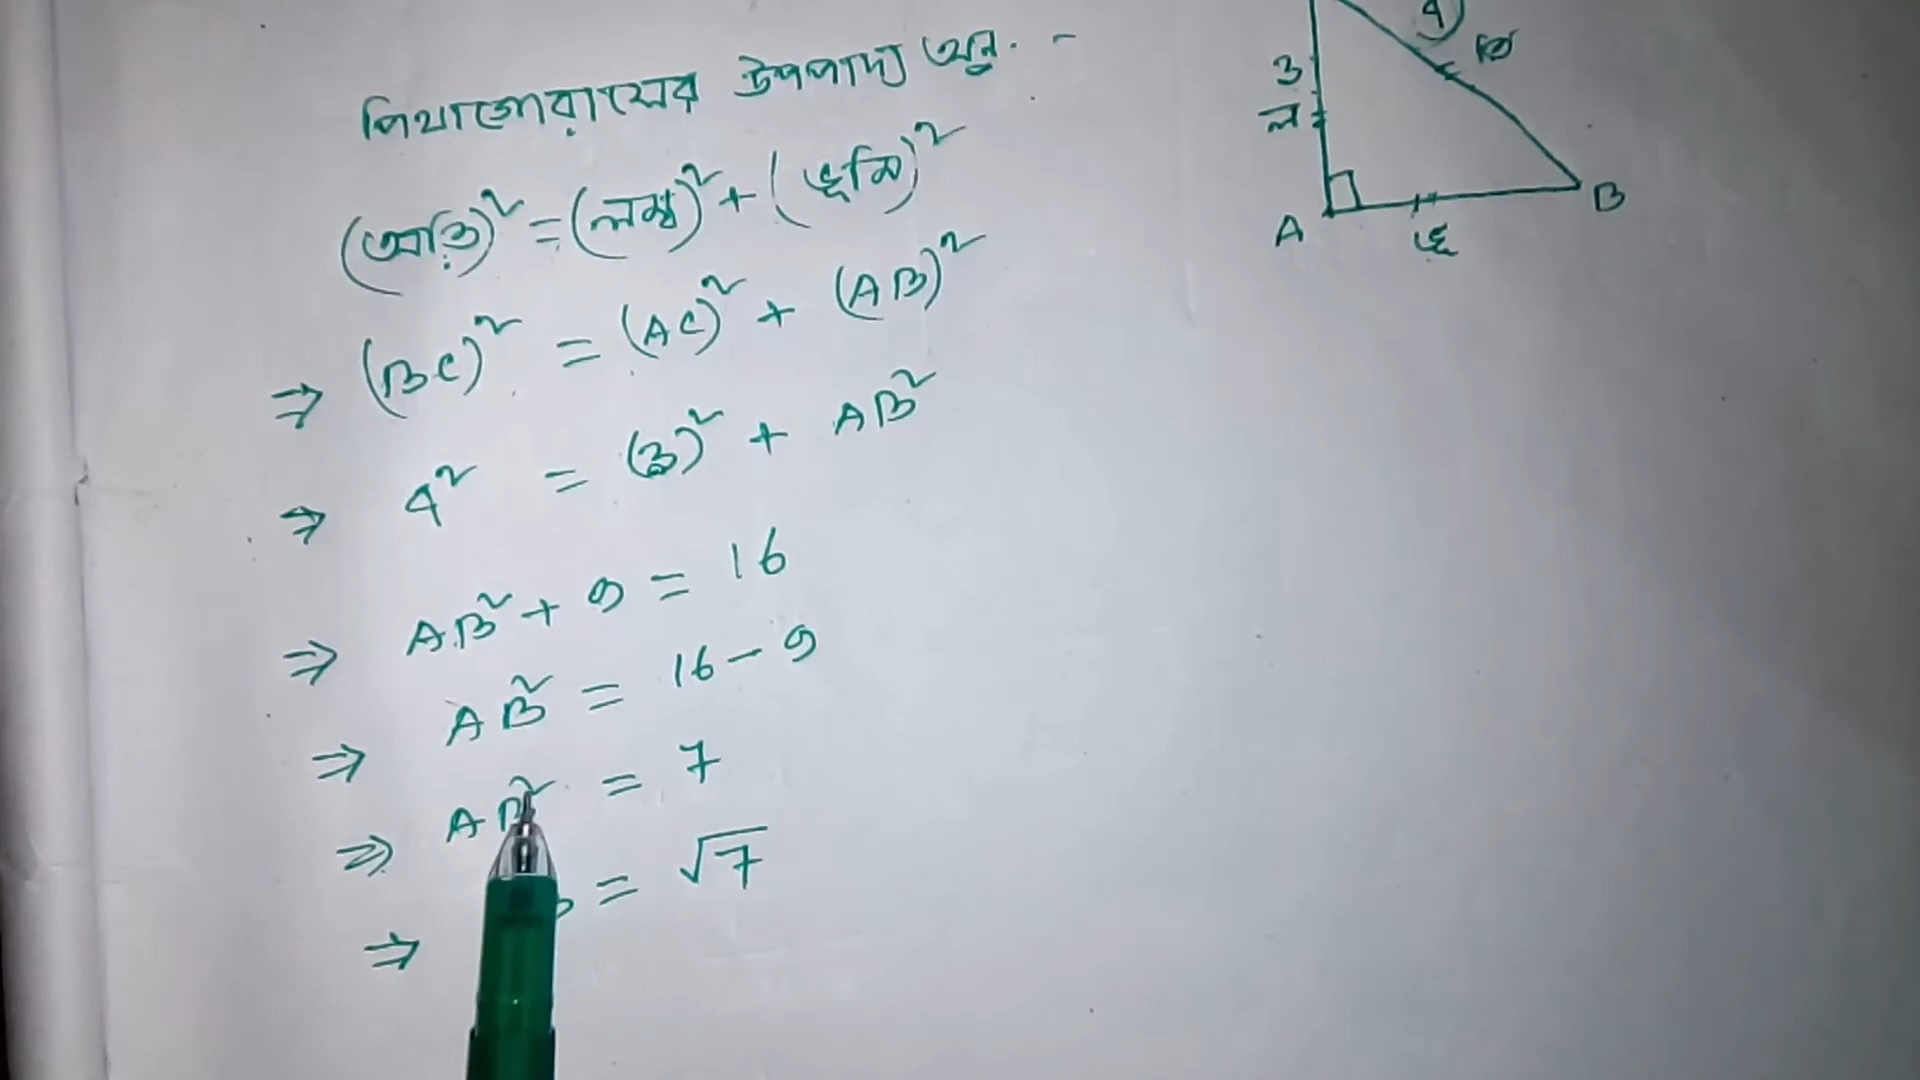 পিথাগোরাসের উপপাদ্য অনু. -
(অতি)² = (লম্ব)² + (ভূমি)²
⇒ (BC)² = (AC)² + (AB)²
⇒ 4² = (3)² + AB²
⇒ AB² + 9 = 16
⇒ AB² = 16 - 9
⇒ AB² = 7
⇒ = √7
4
3
ল
A
ভূ
B